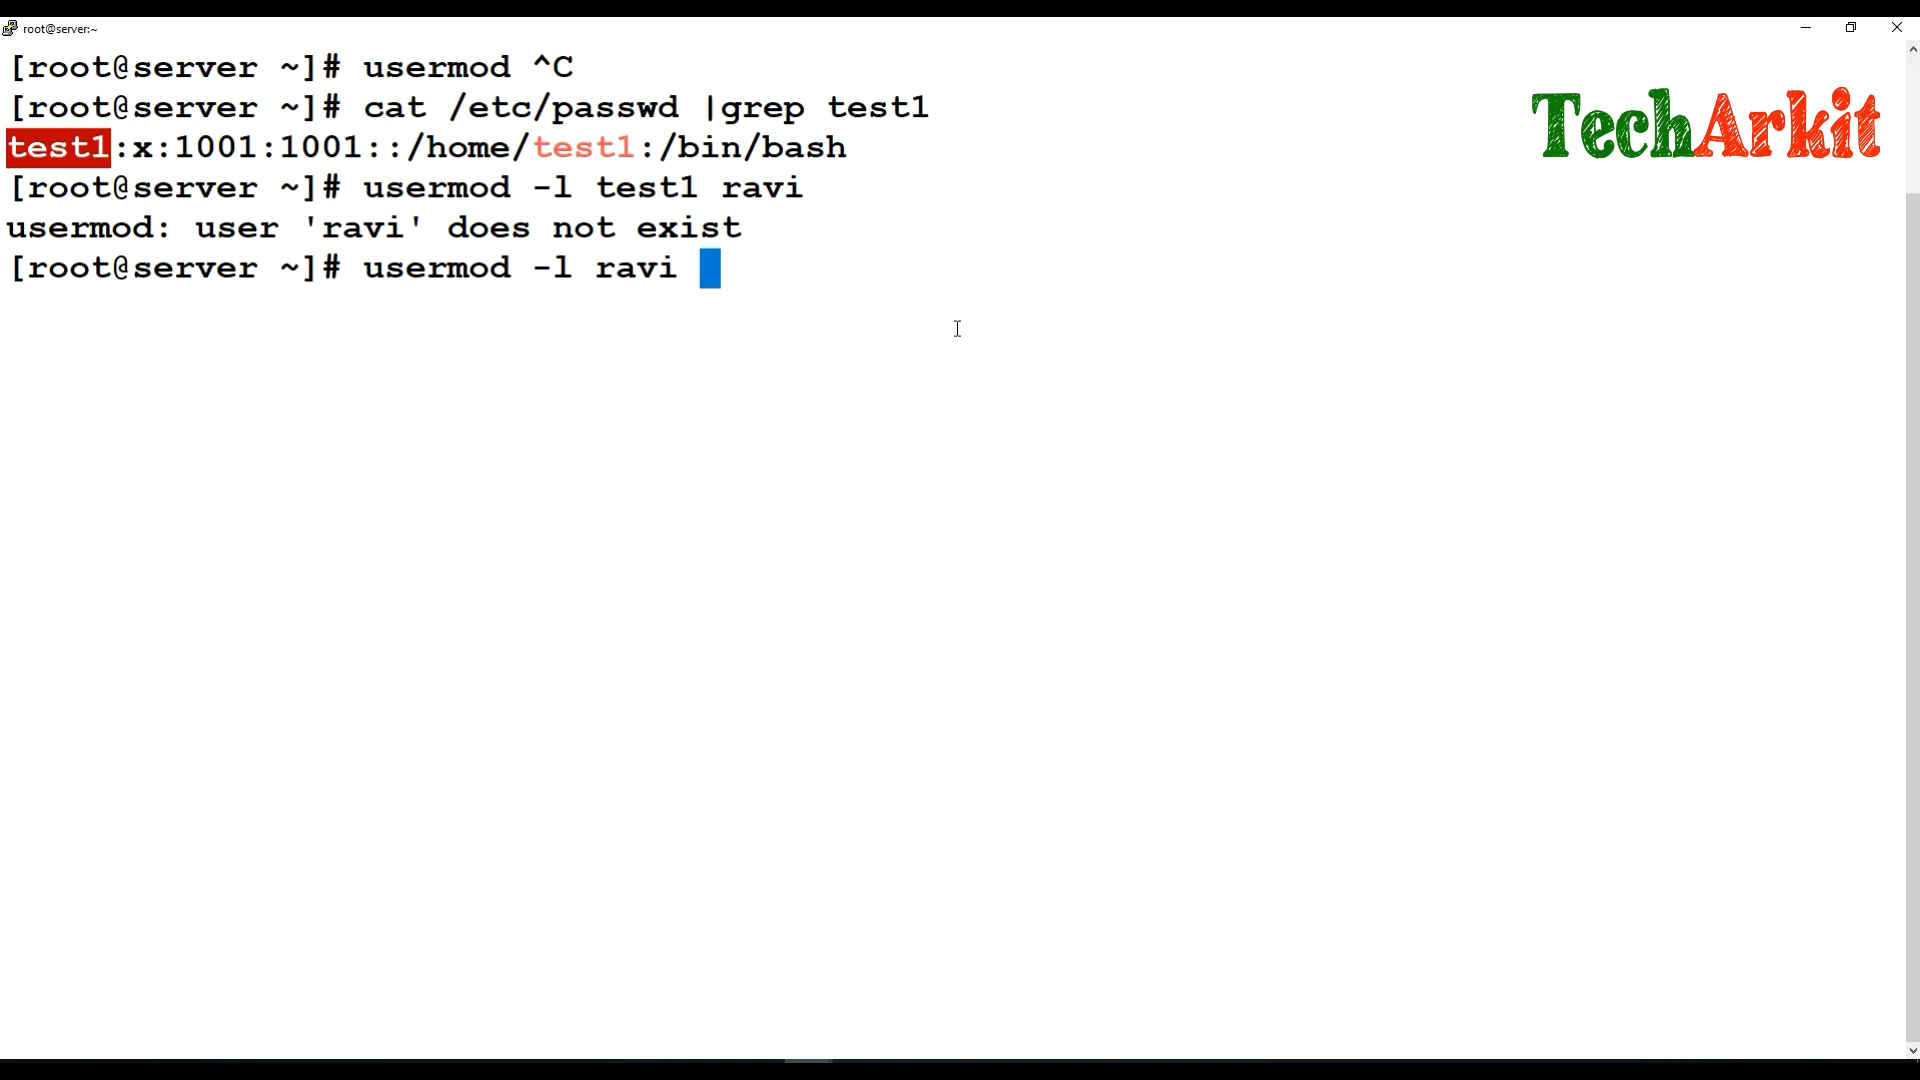 root@server:~
[root@server ~]# usermod ^C
[root@server ~]# cat /etc/passwd |grep test1
test1:x:1001:1001::/home/test1:/bin/bash
[root@server ~]# usermod -l test1 ravi
usermod: user 'ravi' does not exist
[root@server ~]# usermod -l ravi
TechArkit